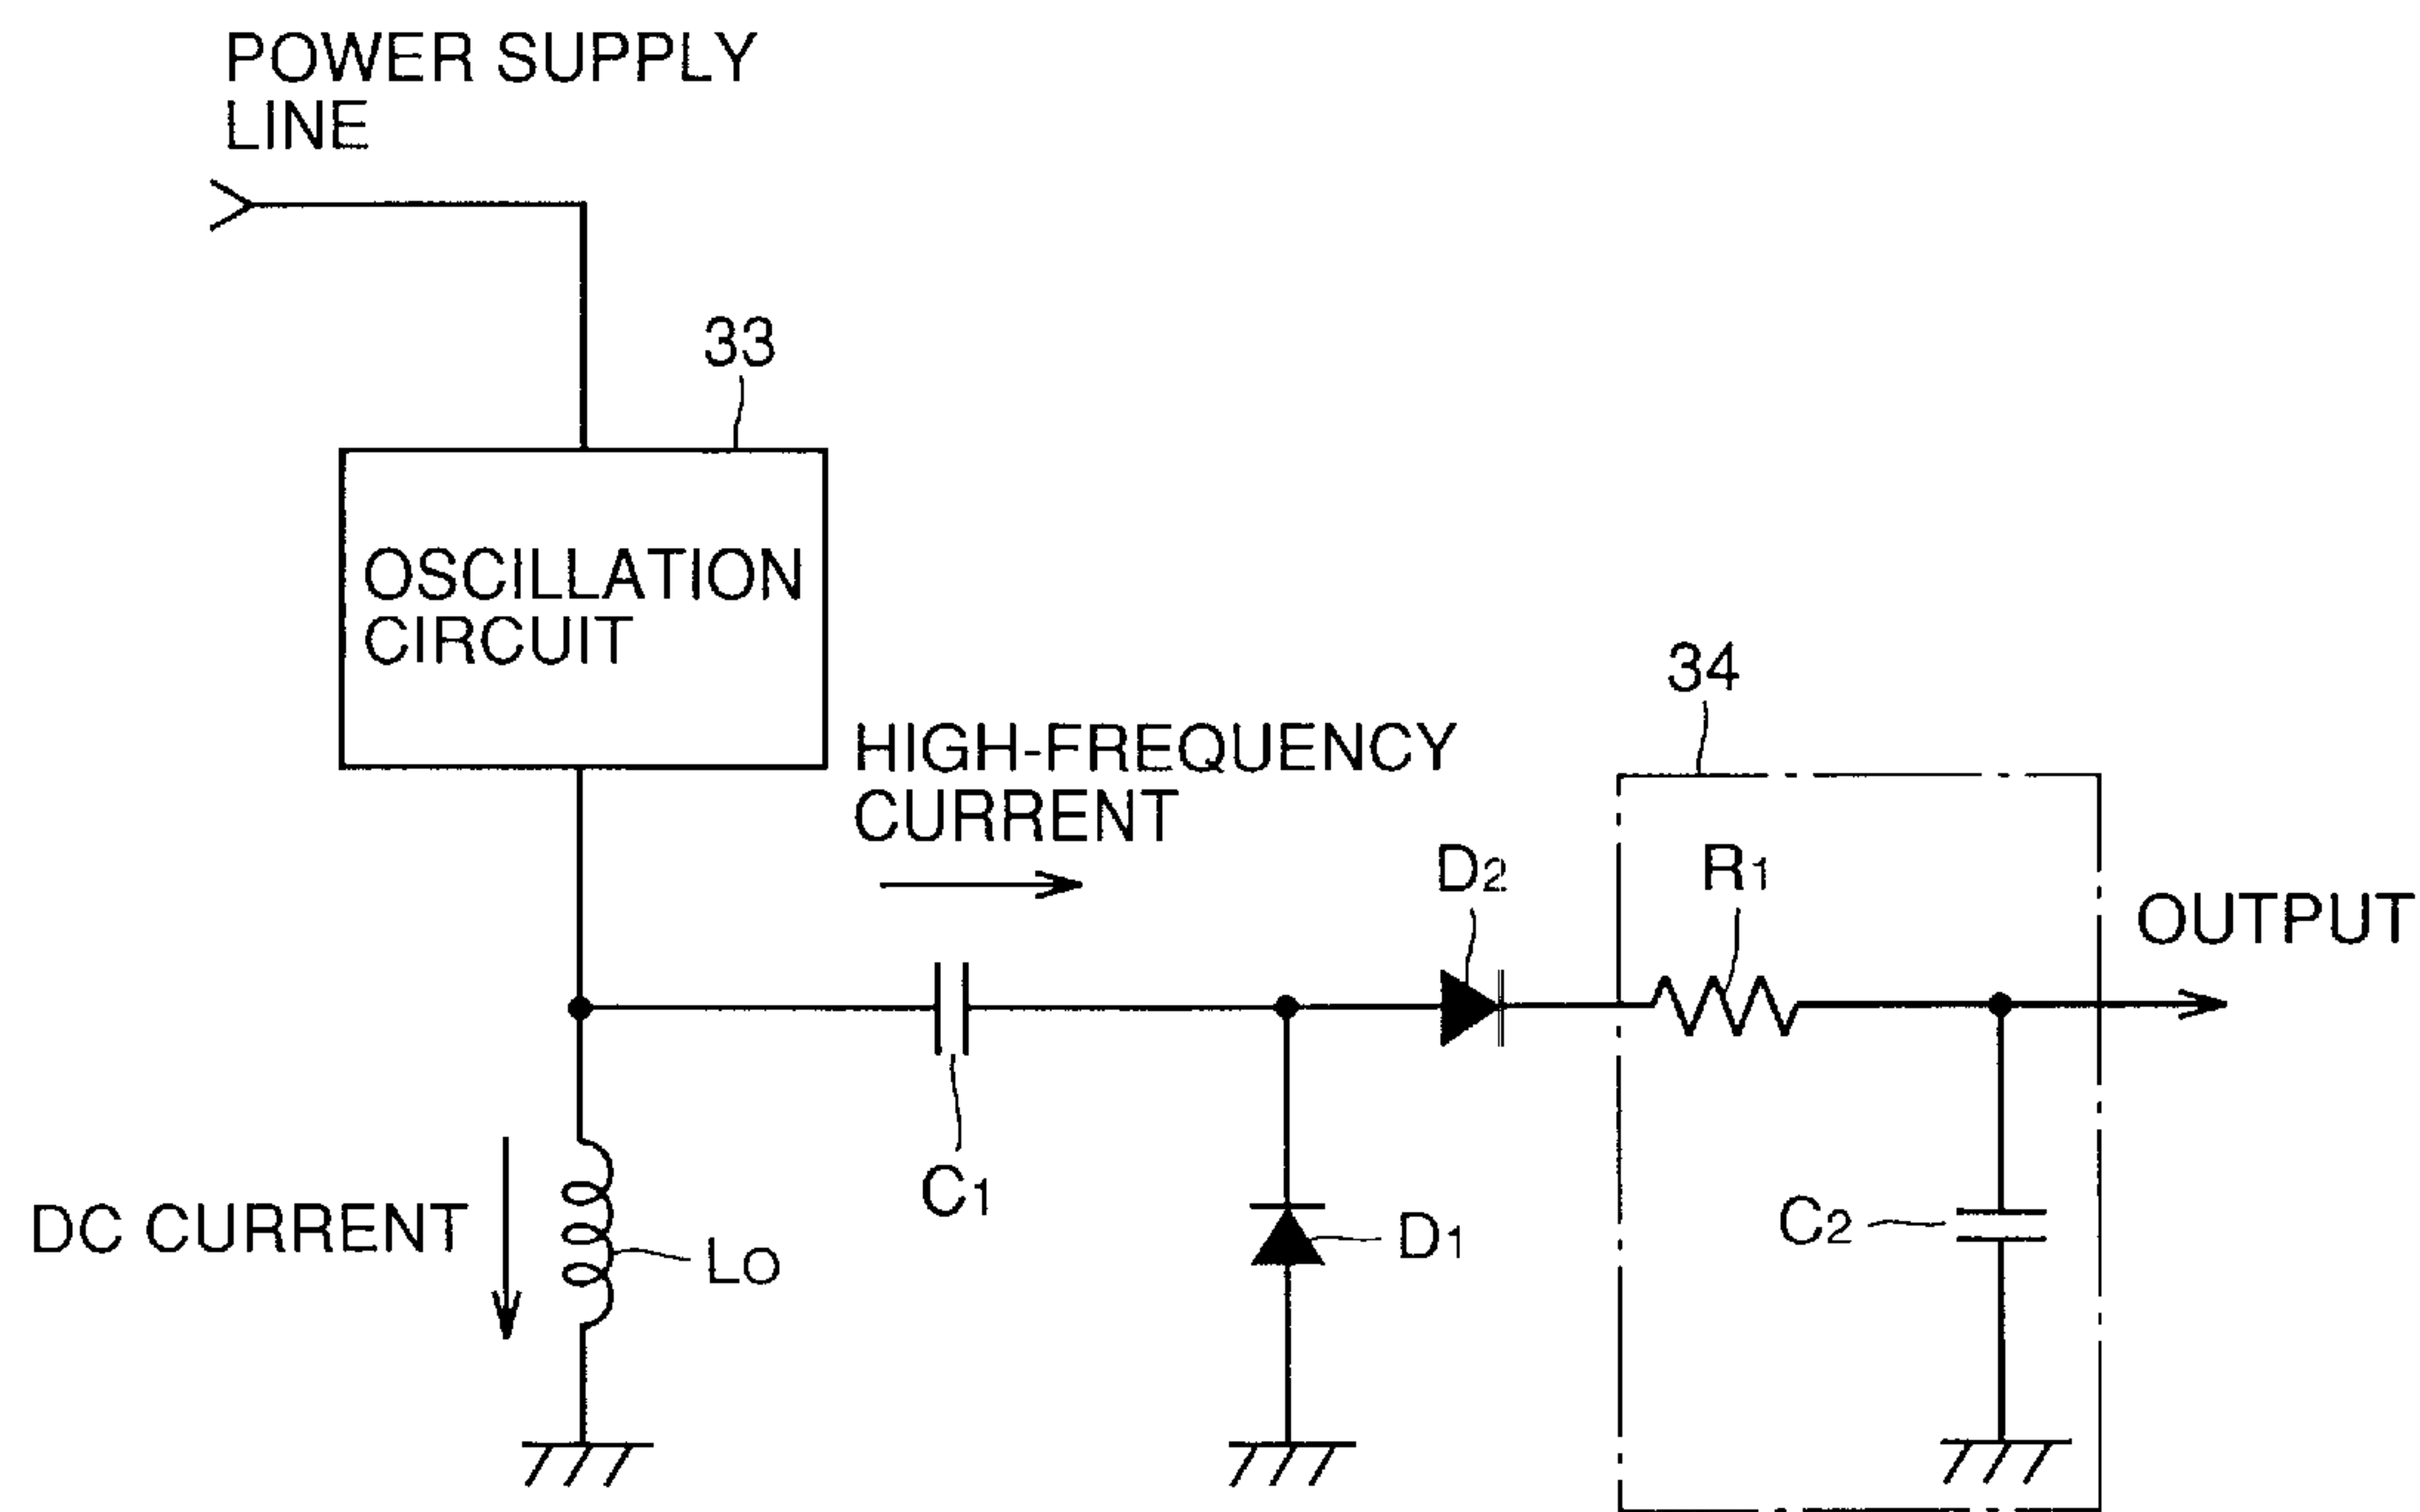 POWER SUPPLY
LINE
33
OSCILLATION
CIRCUIT
34
HIGH-FREQUENCY
CURRENT
D2
R1
OUTPUT
C1
C2
DC CURRENT
Lo
D1